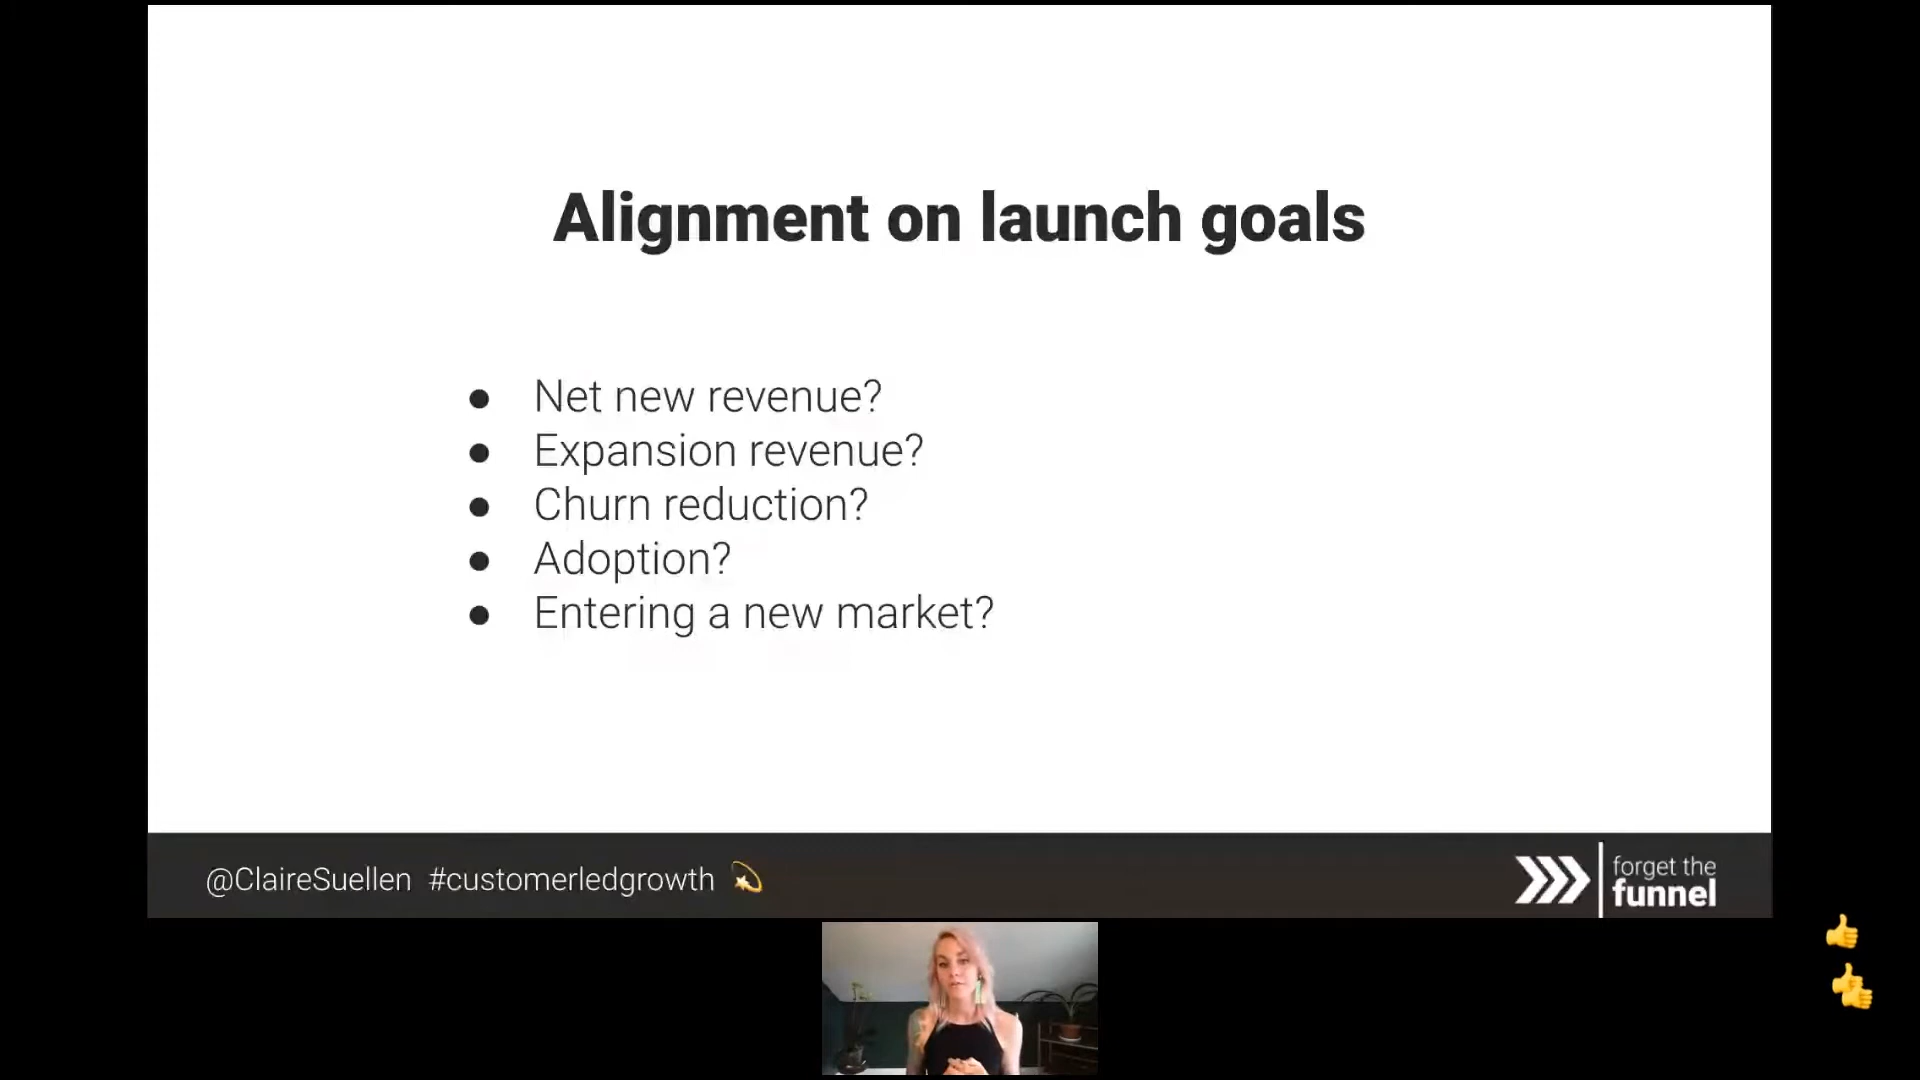 Alignment on launch goals
● Net new revenue?
● Expansion revenue?
● Churn reduction?
● Adoption?
● Entering a new market?
@ClaireSuellen #customerledgrowth 💫
forget the
funnel